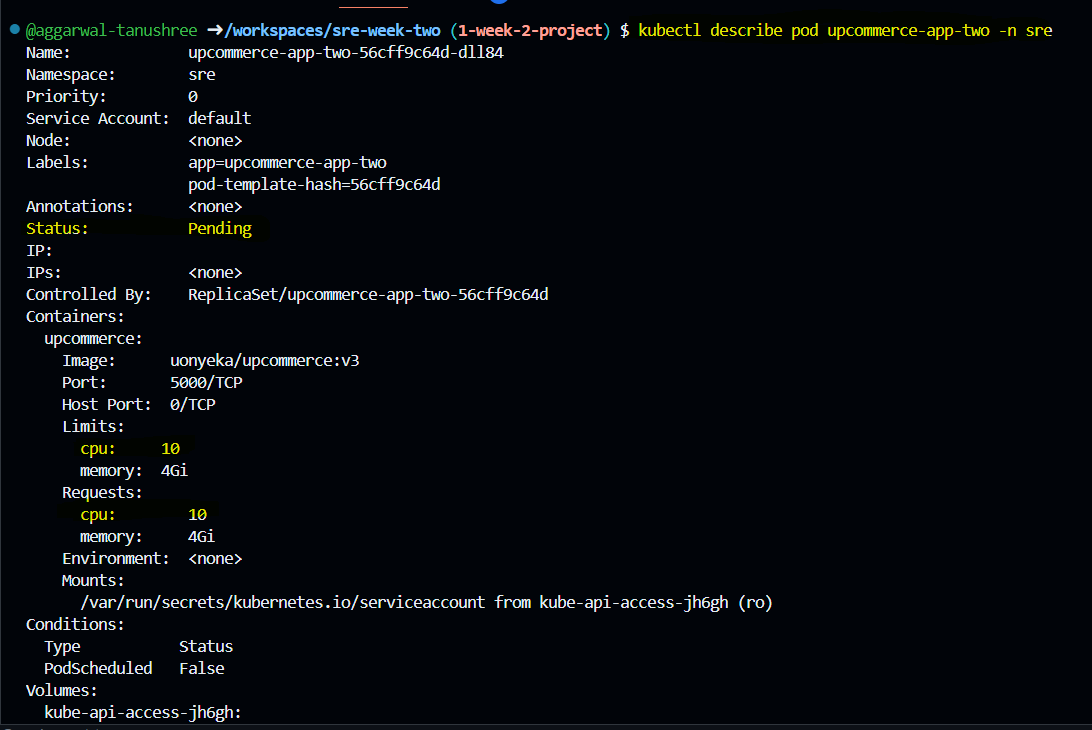 @aggarwal-tanushree ➜/workspaces/sre-week-two (1-week-2-project) $ kubectl describe pod upcommerce-app-two -n sre
Name: upcommerce-app-two-56cff9c64d-dll84
Namespace: sre
Priority: 0
Service Account: default
Node: <none>
Labels: app=upcommerce-app-two
pod-template-hash=56cff9c64d
Annotations: <none>
Status: Pending
IP:
IPs: <none>
Controlled By: ReplicaSet/upcommerce-app-two-56cff9c64d
Containers:
upcommerce:
Image: uonyeka/upcommerce:v3
Port: 5000/TCP
Host Port: 0/TCP
Limits:
cpu: 10
memory: 4Gi
Requests:
cpu: 10
memory: 4Gi
Environment: <none>
Mounts:
/var/run/secrets/kubernetes.io/serviceaccount from kube-api-access-jh6gh (ro)
Conditions:
Type Status
PodScheduled False
Volumes:
kube-api-access-jh6gh: